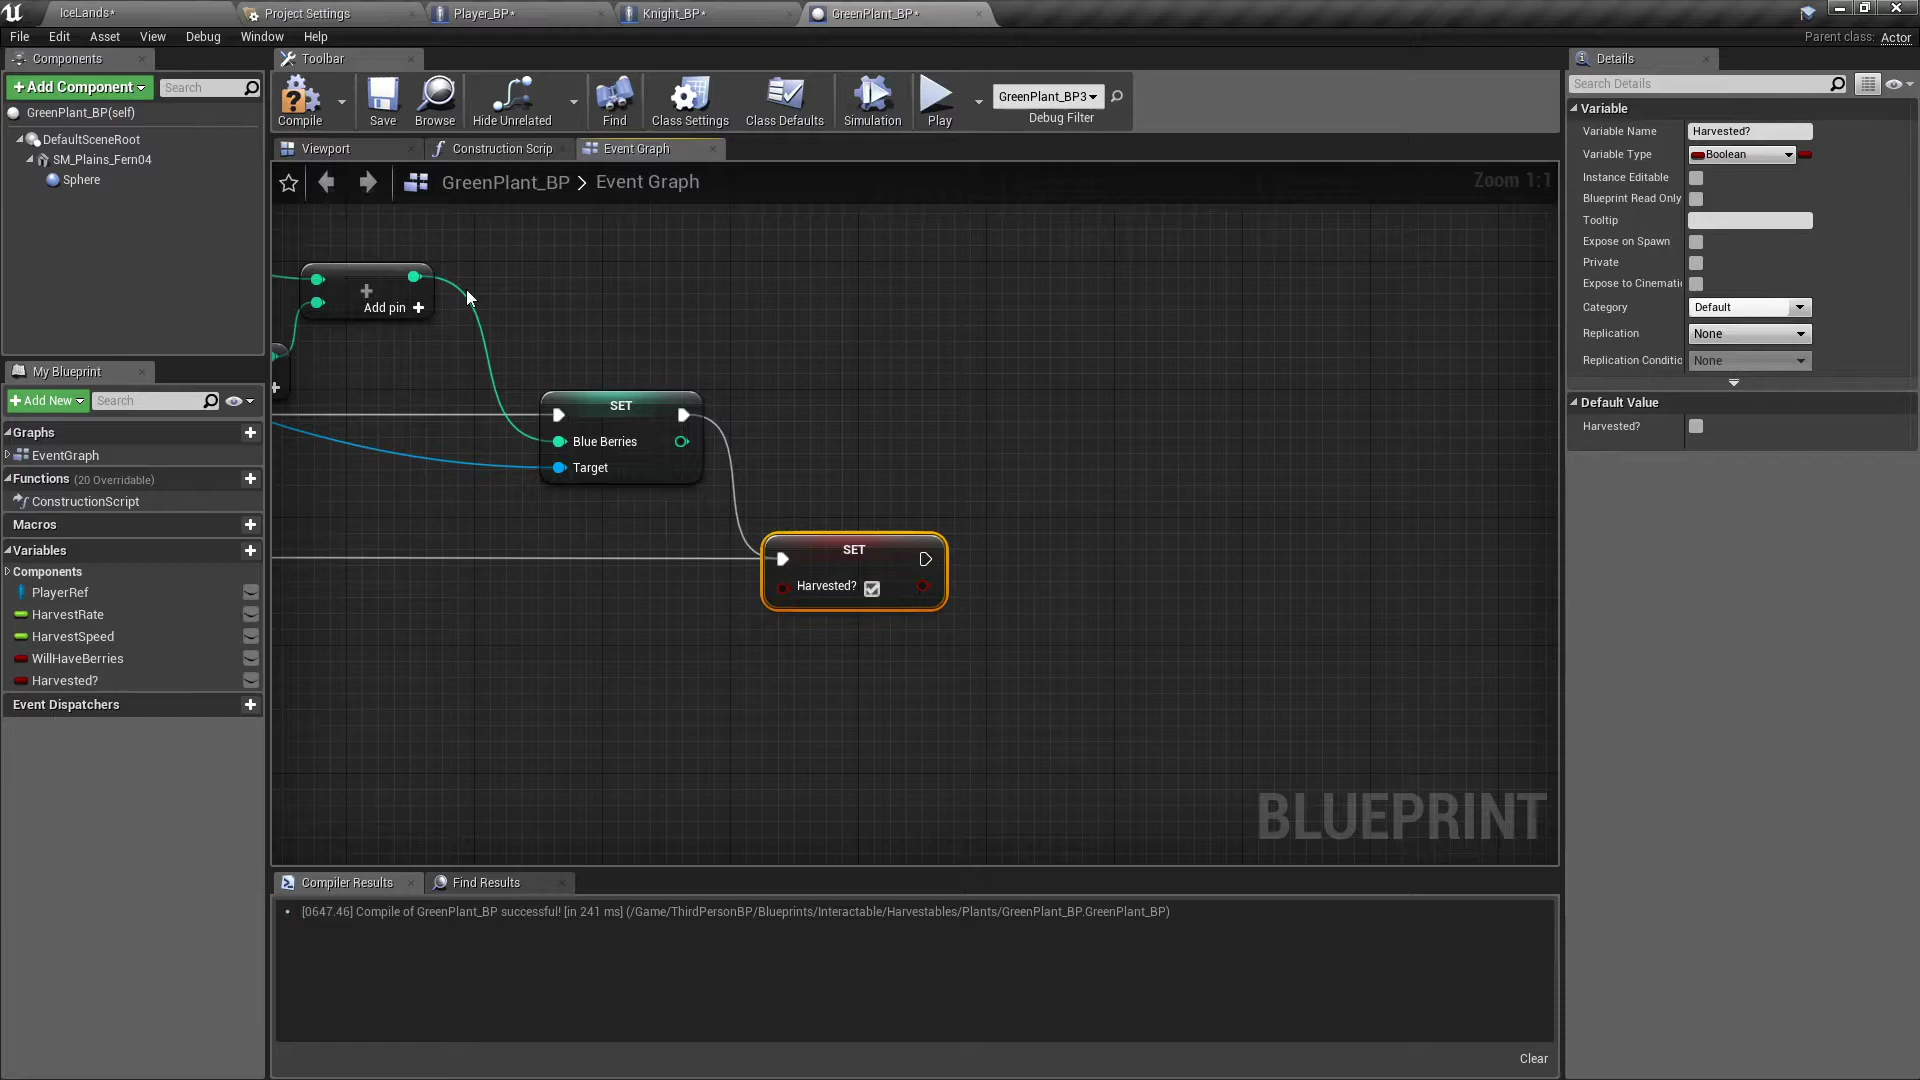 IceLands*
Project Settings
Player_BP*
Knight_BP*
GreenPlant_BP*
File
Edit
Asset
View
Debug
Window
Help
Parent class:
Actor
Components
+Add Component
Search
GreenPlant_BP(self)
DefaultSceneRoot
SM_Plains_Fern04
Sphere
My Blueprint
+Add New
Search
Graphs
EventGraph
Functions (20 Overridable)
ConstructionScript
Macros
Variables
Components
PlayerRef
HarvestRate
HarvestSpeed
WillHaveBerries
Harvested?
Event Dispatchers
Toolbar
Compile
Save
Browse
Hide Unrelated
Find
Class Settings
Class Defaults
Simulation
Play
GreenPlant_BP3
Debug Filter
Viewport
Construction Scrip
Event Graph
GreenPlant_BP > Event Graph
Zoom 1:1
Add pin +
SET
Blue Berries
Target
SET
Harvested?
BLUEPRINT
Compiler Results
Find Results
• [0647.46] Compile of GreenPlant_BP successful! [in 241 ms] (/Game/ThirdPersonBP/Blueprints/Interactable/Harvestables/Plants/GreenPlant_BP.GreenPlant_BP)
Clear
Details
Search Details
Variable
Variable Name
Harvested?
Variable Type
Boolean
Instance Editable
Blueprint Read Only
Tooltip
Expose on Spawn
Private
Expose to Cinemati
Category
Default
Replication
None
Replication Conditic
None
Default Value
Harvested?